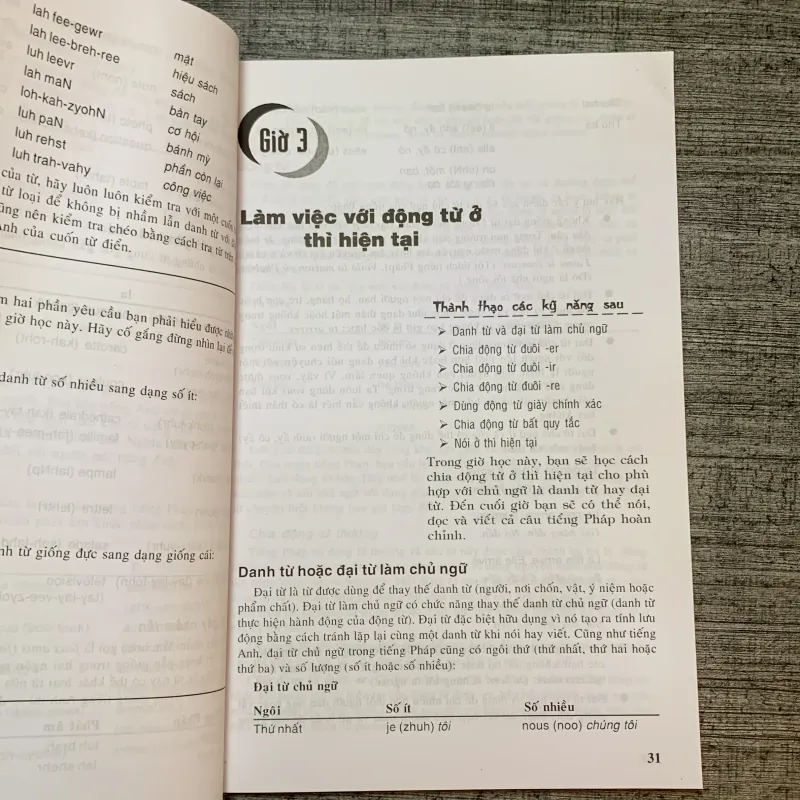 lah fee-gewr
lah lee-breh-ree mật
luh leevr hiệu sách
lah maN sách
loh-kah-zyohN bàn tay
luh paN cơ hội
luh rehst bánh mỳ
luh trah-vahy phần còn lại
công việc
của từ, hãy luôn luôn kiểm tra với một cuốn
từ loại để không bị nhầm lẫn danh từ với
cũng nên kiểm tra chéo bằng cách tra từ trên
Anh của cuốn từ điển.
hai phần yêu cầu bạn phải hiểu được
giờ học này. Hãy cố gắng đừng nhìn lại
danh từ số nhiều sang dạng số ít:
từ giống đực sang dạng giống cái:
Giờ 3
Làm việc với động từ ở
thì hiện tại
Thành thạo các kỹ năng sau
➢ Danh từ và đại từ làm chủ ngữ
➢ Chia động từ đuôi -er
➢ Chia động từ đuôi -ir
➢ Chia động từ đuôi -re
➢ Dùng động từ giày chính xác
➢ Chia động từ bất quy tắc
➢ Nói ở thì hiện tại
Trong giờ học này, bạn sẽ học cách
chia động từ ở thì hiện tại cho phù
hợp với chủ ngữ là danh từ hay đại
từ. Đến cuối giờ bạn sẽ có thể nói,
đọc và viết cả câu tiếng Pháp hoàn
chỉnh.
Danh từ hoặc đại từ làm chủ ngữ
Đại từ là từ được dùng để thay thế danh từ (người, nơi chốn, vật, ý niệm hoặc
phẩm chất). Đại từ làm chủ ngữ có chức năng thay thế danh từ chủ ngữ (danh từ
thực hiện hành động của động từ). Đại từ đặc biệt hữu dụng vì nó tạo ra tính lưu
động bằng cách tránh lặp lại cùng một danh từ khi nói hay viết. Cũng như tiếng
Anh, đại từ chủ ngữ trong tiếng Pháp cũng có ngôi thứ (thứ nhất, thứ hai hoặc
thứ ba) và số lượng (số ít hoặc số nhiều):
Đại từ chủ ngữ
Ngôi Số ít Số nhiều
Thứ nhất je (zhuh) tôi nous (noo) chúng tôi
31